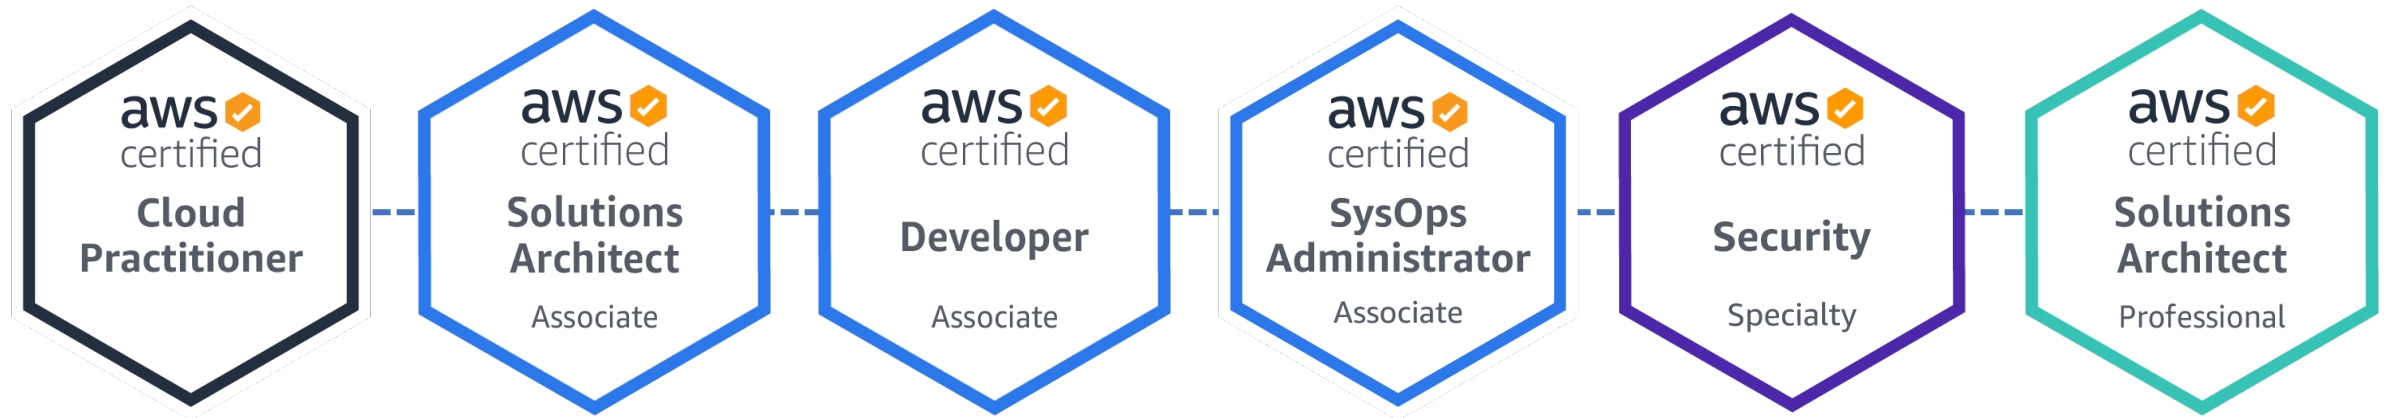 aws
certified
Cloud
Practitioner
aws
certified
Solutions
Architect
Associate
aws
certified
Developer
Associate
aws
certified
SysOps
Administrator
Associate
aws
certified
Security
Specialty
aws
certified
Solutions
Architect
Professional